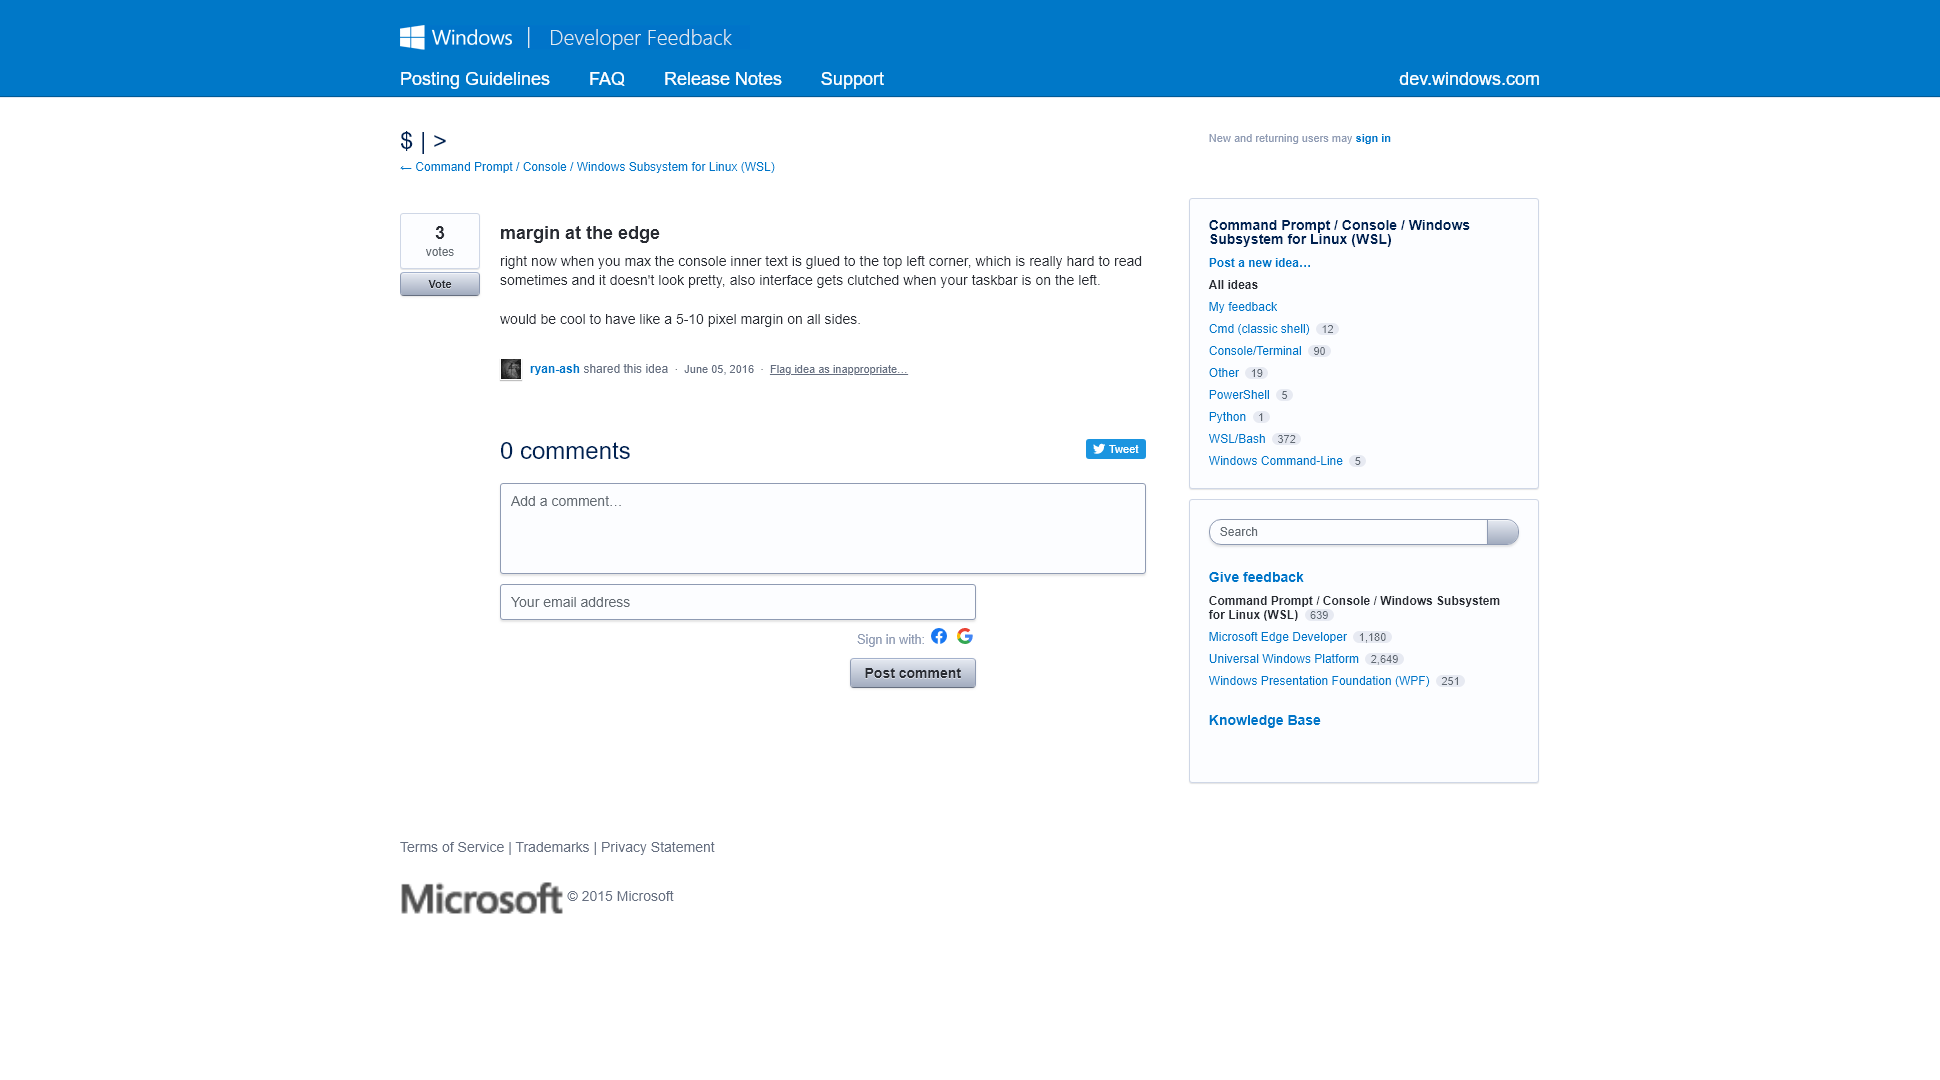 Windows | Developer Feedback
Posting Guidelines FAQ Release Notes Support dev.windows.com
$ | >
New and returning users may sign in
← Command Prompt / Console / Windows Subsystem for Linux (WSL)
3
votes
Vote
margin at the edge
right now when you max the console inner text is glued to the top left corner, which is really hard to read
sometimes and it doesn't look pretty, also interface gets clutched when your taskbar is on the left.
would be cool to have like a 5-10 pixel margin on all sides.
ryan-ash shared this idea · June 05, 2016 · Flag idea as inappropriate…
0 comments
Tweet
Add a comment…
Your email address
Sign in with:
Post comment
Command Prompt / Console / Windows
Subsystem for Linux (WSL)
Post a new idea…
All ideas
My feedback
Cmd (classic shell) 12
Console/Terminal 90
Other 19
PowerShell 5
Python 1
WSL/Bash 372
Windows Command-Line 5
Search
Give feedback
Command Prompt / Console / Windows Subsystem
for Linux (WSL) 639
Microsoft Edge Developer 1,180
Universal Windows Platform 2,649
Windows Presentation Foundation (WPF) 251
Knowledge Base
Terms of Service | Trademarks | Privacy Statement
Microsoft © 2015 Microsoft